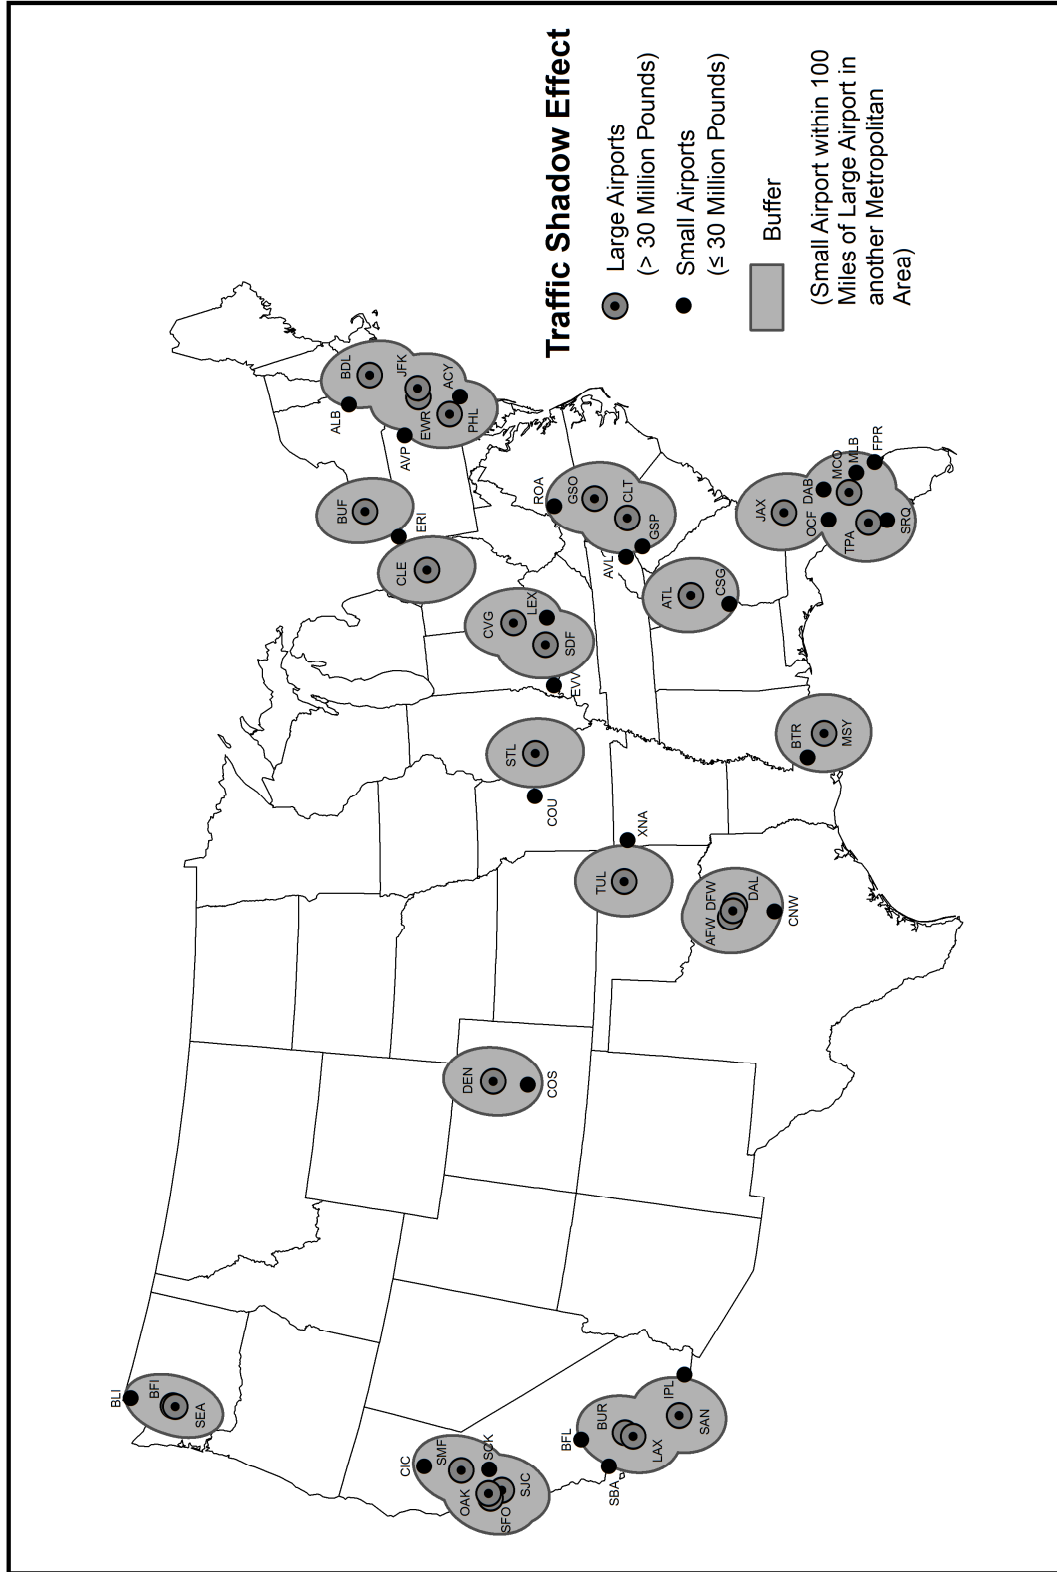 Traffic Shadow Effect
Large Airports
(> 30 Million Pounds)
Small Airports
(≤ 30 Million Pounds)
Buffer
(Small Airport within 100
Miles of Large Airport in
another Metropolitan
Area)
BLI
BFI
SEA
CIC
SMF
SCK
OAK
SFO
SJC
BFL
SBA
BUR
LAX
IPL
SAN
DEN
COS
TUL
XNA
AFW
DFW
DAL
CNW
COU
STL
BTR
MSY
EVV
CVG
LEX
SDF
CLE
ERI
BUF
ATL
CSG
AVL
GSP
CLT
GSO
ROA
JAX
OCF
DAB
MCO
MLB
FPR
TPA
SRQ
AVP
ALB
BDL
JFK
EWR
ACY
PHL